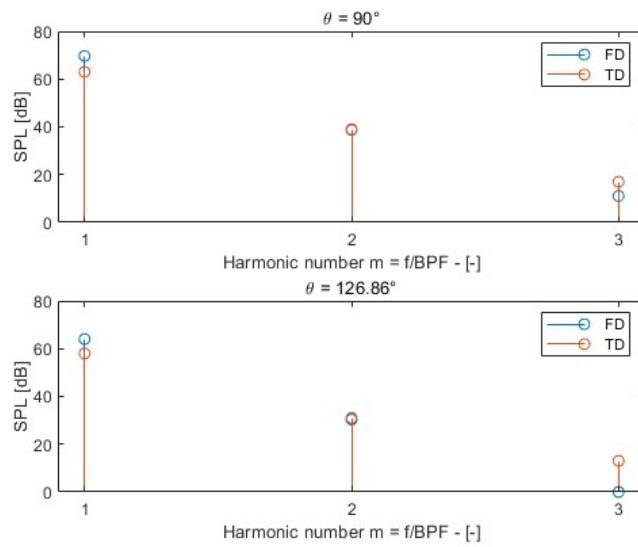 θ = 90°
80
60
40
20
0
SPL [dB]
FD
TD
1
2
3
Harmonic number m = f/BPF - [-]
θ = 126.86°
80
60
40
20
0
SPL [dB]
FD
TD
1
2
3
Harmonic number m = f/BPF - [-]